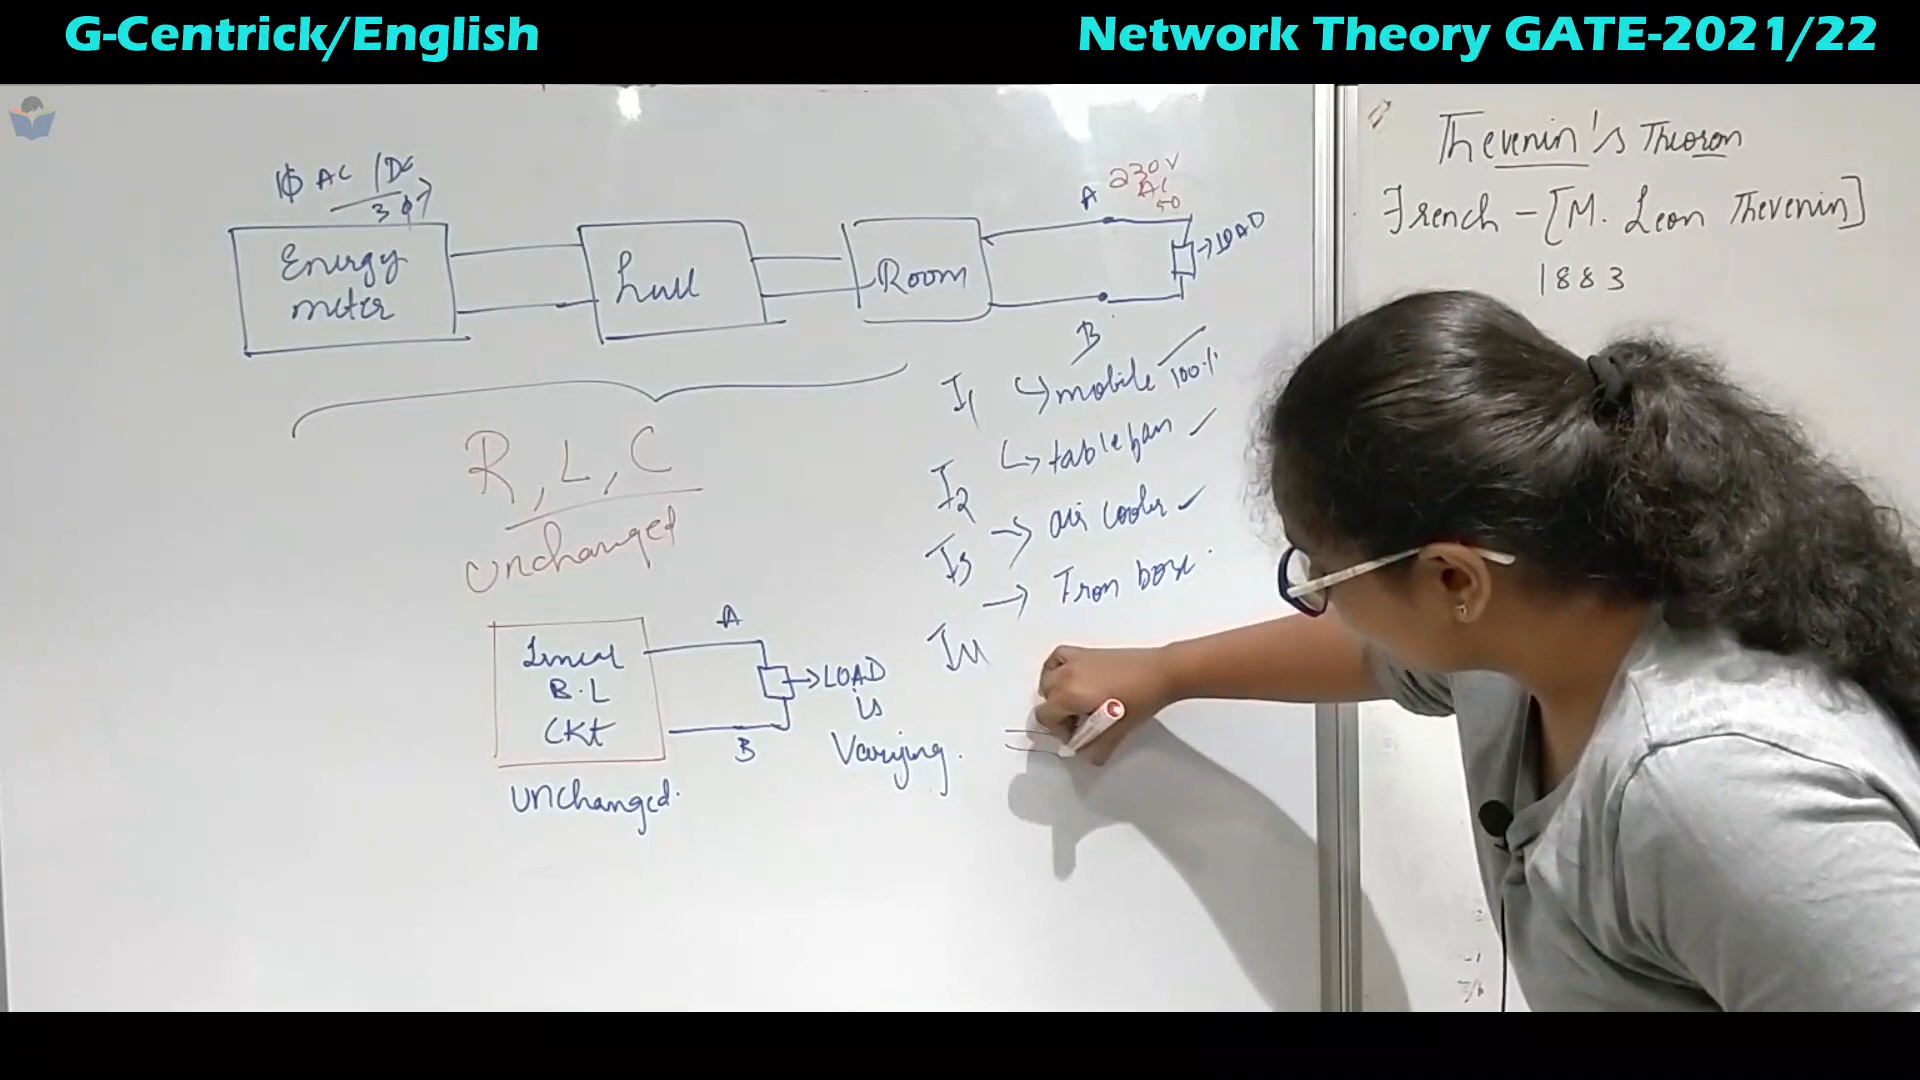 G-Centrick/English
Network Theory GATE-2021/22
1ϕ AC / DC
3 ϕ
Energy
meter
hall
Room
A
230V
AC
50
LOAD
B
R, L, C
unchanged
I1 ↳ mobile 100%
I2 ↳ table fan ✓
I3 → air cooler ✓
→ Iron box
I4
Linear
B.L
CKt
A
B
→ LOAD
is
Varying.
unchanged.
Thevenin's Theorem
French - [M. Leon Thevenin]
1883